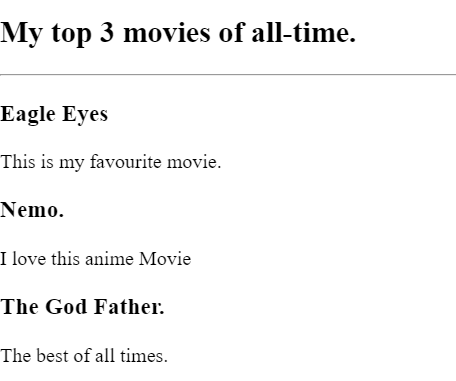 My top 3 movies of all-time.
Eagle Eyes
This is my favourite movie.
Nemo.
I love this anime Movie
The God Father.
The best of all times.